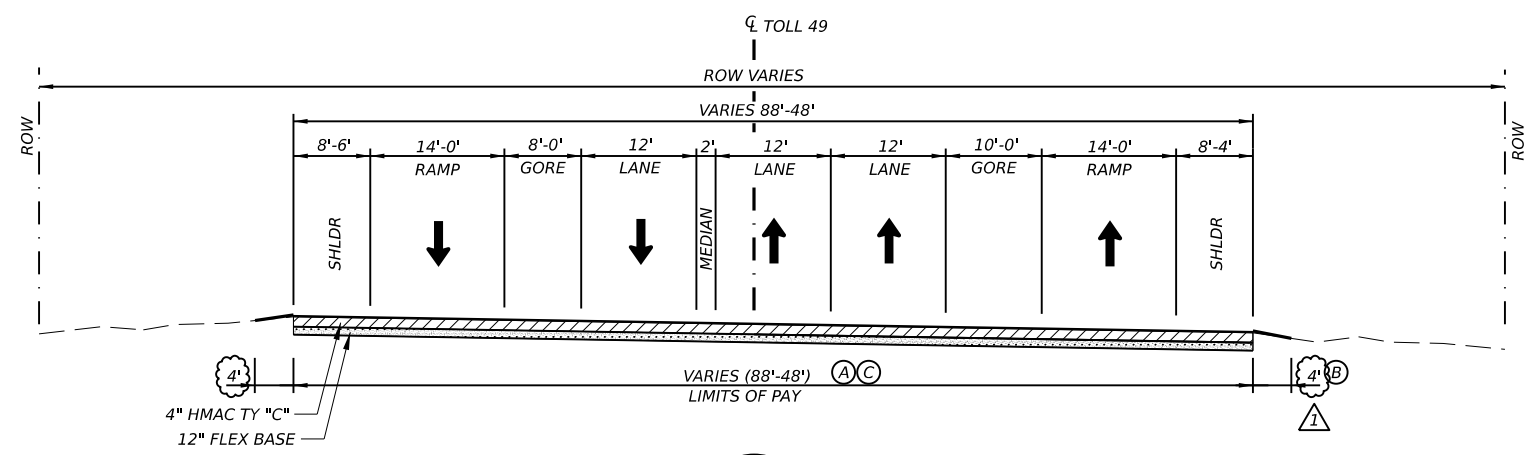 ℄ TOLL 49
ROW VARIES
VARIES 88'-48'
8'-6' 14'-0' 8'-0' 12' 2' 12' 12' 10'-0' 14'-0' 8'-4'
RAMP GORE LANE LANE LANE GORE RAMP
ROW ROW
SHLDR MEDIAN SHLDR
4' VARIES (88'-48') A C 4' B
LIMITS OF PAY
4" HMAC TY "C" 1
12" FLEX BASE